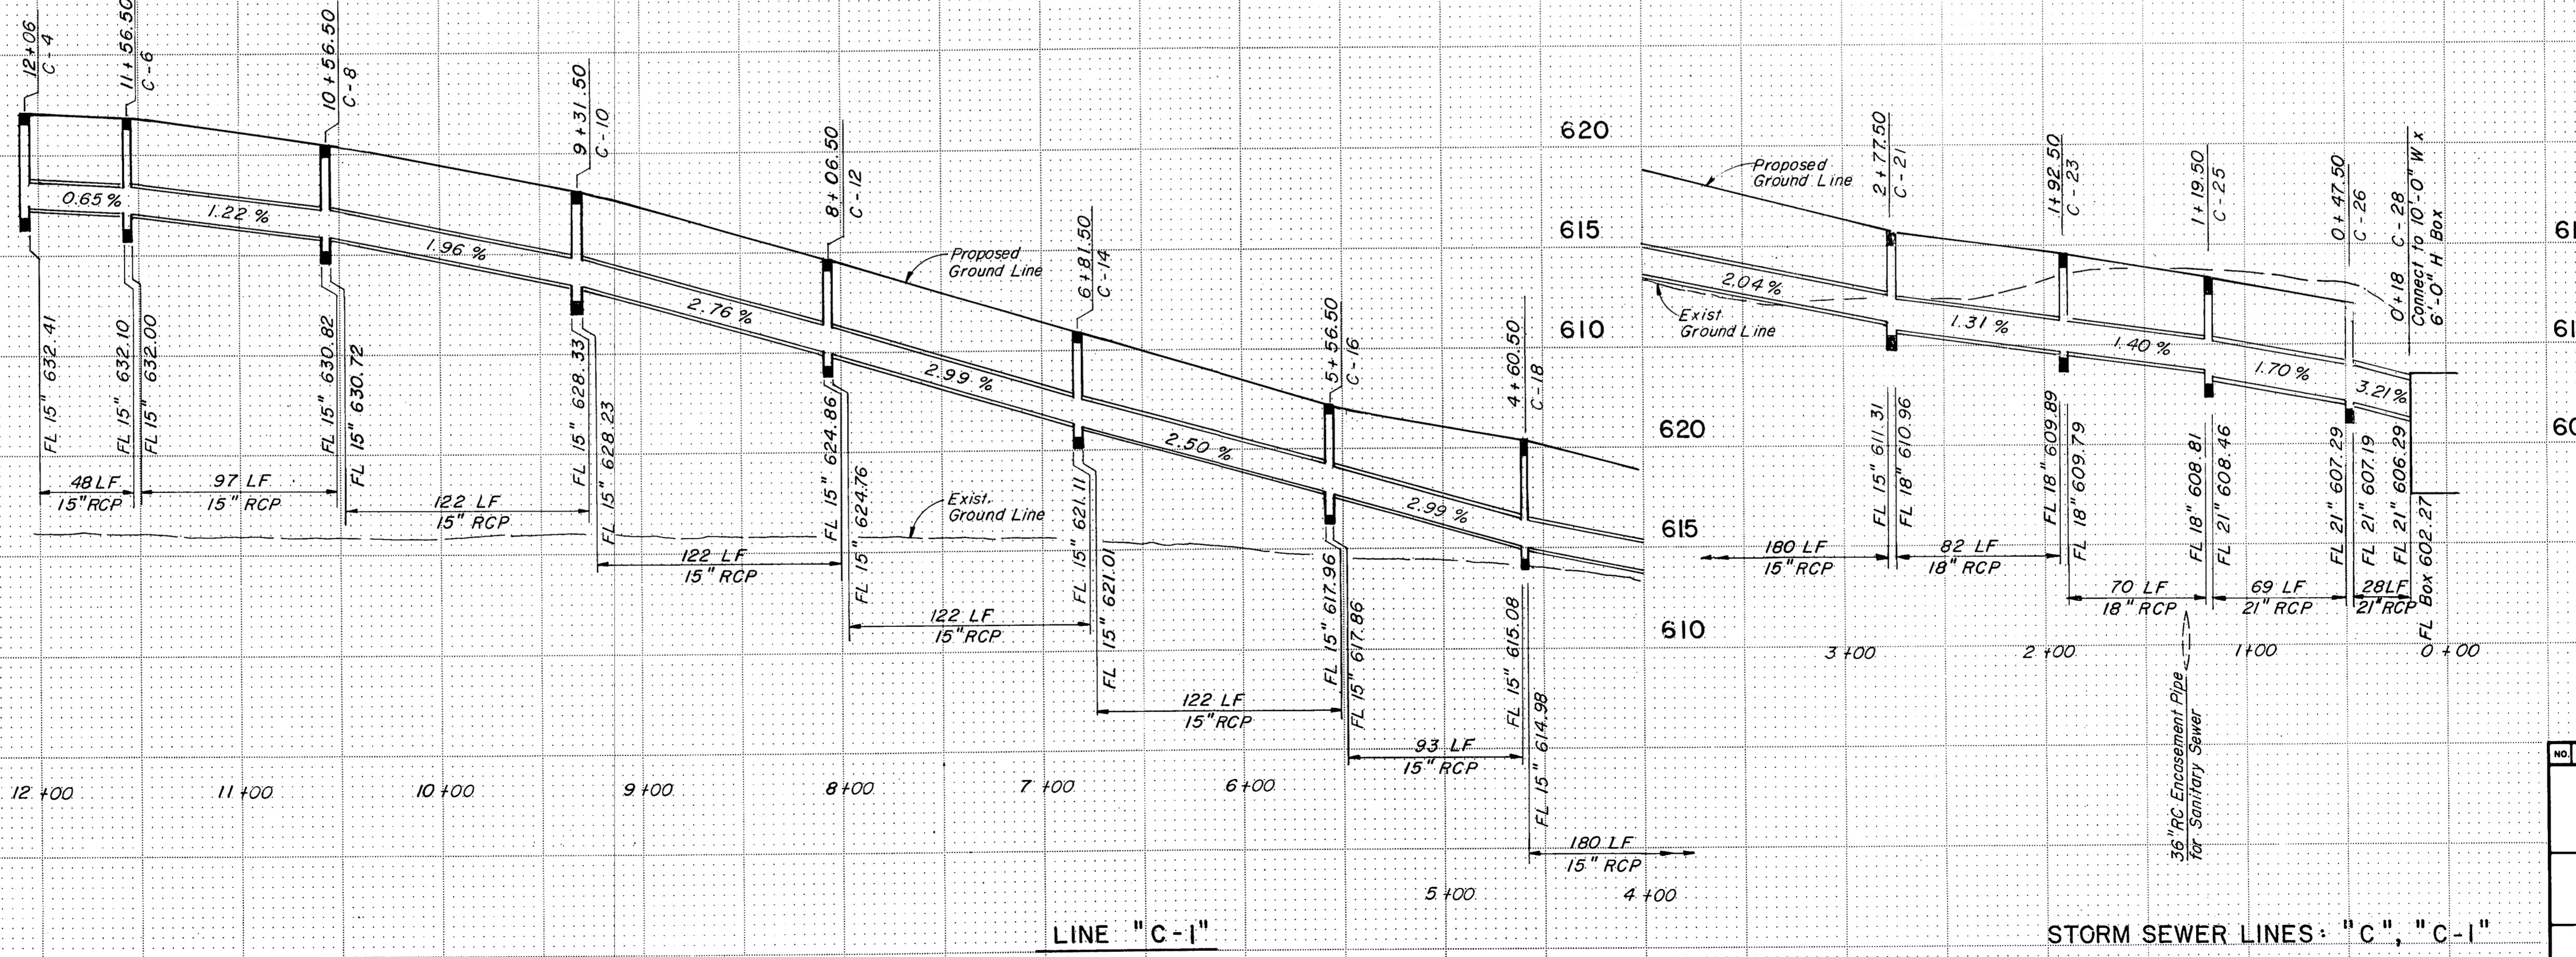 12+06
C-4
11+56.50
C-6
10+56.50
C-8
9+31.50
C-10
8+06.50
C-12
6+81.50
C-14
5+56.50
C-16
4+60.50
C-18
2+77.50
C-21
1+92.50
C-23
1+19.50
C-25
0+47.50
C-26
0+18 C-28
Connect to 10'-0" W x
6'-0" H Box
620
615
610
620
615
610
Proposed
Ground Line
Exist.
Ground Line
Proposed
Ground Line
Exist
Ground Line
0.65 %
1.22 %
1.96 %
2.76 %
2.99 %
2.50 %
2.99 %
2.04 %
1.31 %
1.40 %
1.70 %
3.21 %
FL 15" 632.41
FL 15" 632.10
FL 15" 632.00
FL 15" 630.82
FL 15" 630.72
FL 15" 628.33
FL 15" 628.23
FL 15" 624.86
FL 15" 624.76
FL 15" 621.11
FL 15" 621.01
FL 15" 617.96
FL 15" 617.86
FL 15" 615.08
FL 15" 614.98
FL 15" 611.31
FL 18" 610.96
FL 18" 609.89
FL 18" 609.79
FL 18" 608.81
FL 21" 608.46
FL 21" 607.29
FL 21" 607.19
FL 21" 606.29
FL Box 602.27
48 LF
15" RCP
97 LF
15" RCP
122 LF
15" RCP
122 LF
15" RCP
122 LF
15" RCP
122 LF
15" RCP
93 LF
15" RCP
180 LF
15" RCP
180 LF
15" RCP
82 LF
18" RCP
70 LF
18" RCP
69 LF
21" RCP
28 LF
21" RCP
36" RC Encasement Pipe
for Sanitary Sewer
12+00
11+00
10+00
9+00
8+00
7+00
6+00
5+00
4+00
3+00
2+00
1+00
0+00
NO.
LINE "C-1"
STORM SEWER LINES: "C", "C-1"